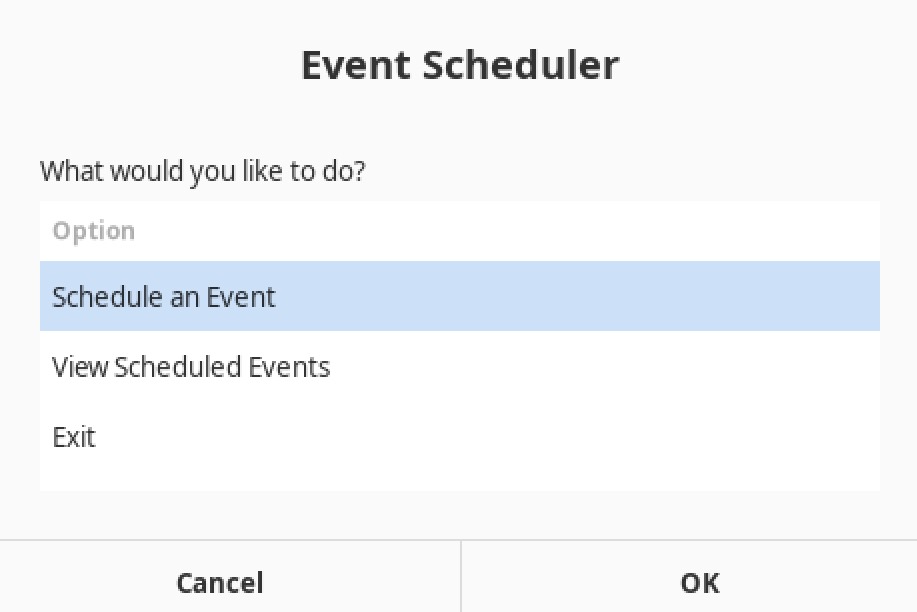 Event Scheduler
What would you like to do?
Option
Schedule an Event
View Scheduled Events
Exit
Cancel
OK